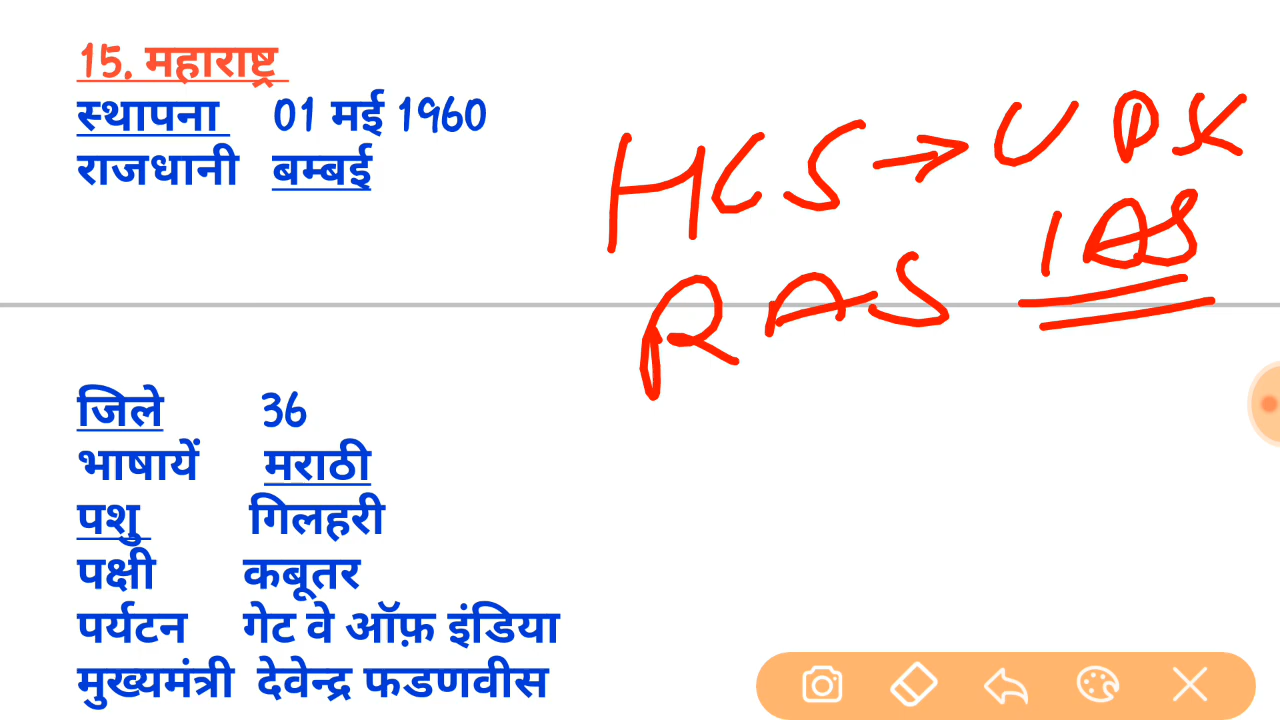 15. महाराष्ट्र
स्थापना 01 मई 1960
राजधानी बम्बई
HCS → UPSC
IAS
RAS
जिले 36
भाषायें मराठी
पशु गिलहरी
पक्षी कबूतर
पर्यटन गेट वे ऑफ़ इंडिया
मुख्यमंत्री देवेन्द्र फडणवीस